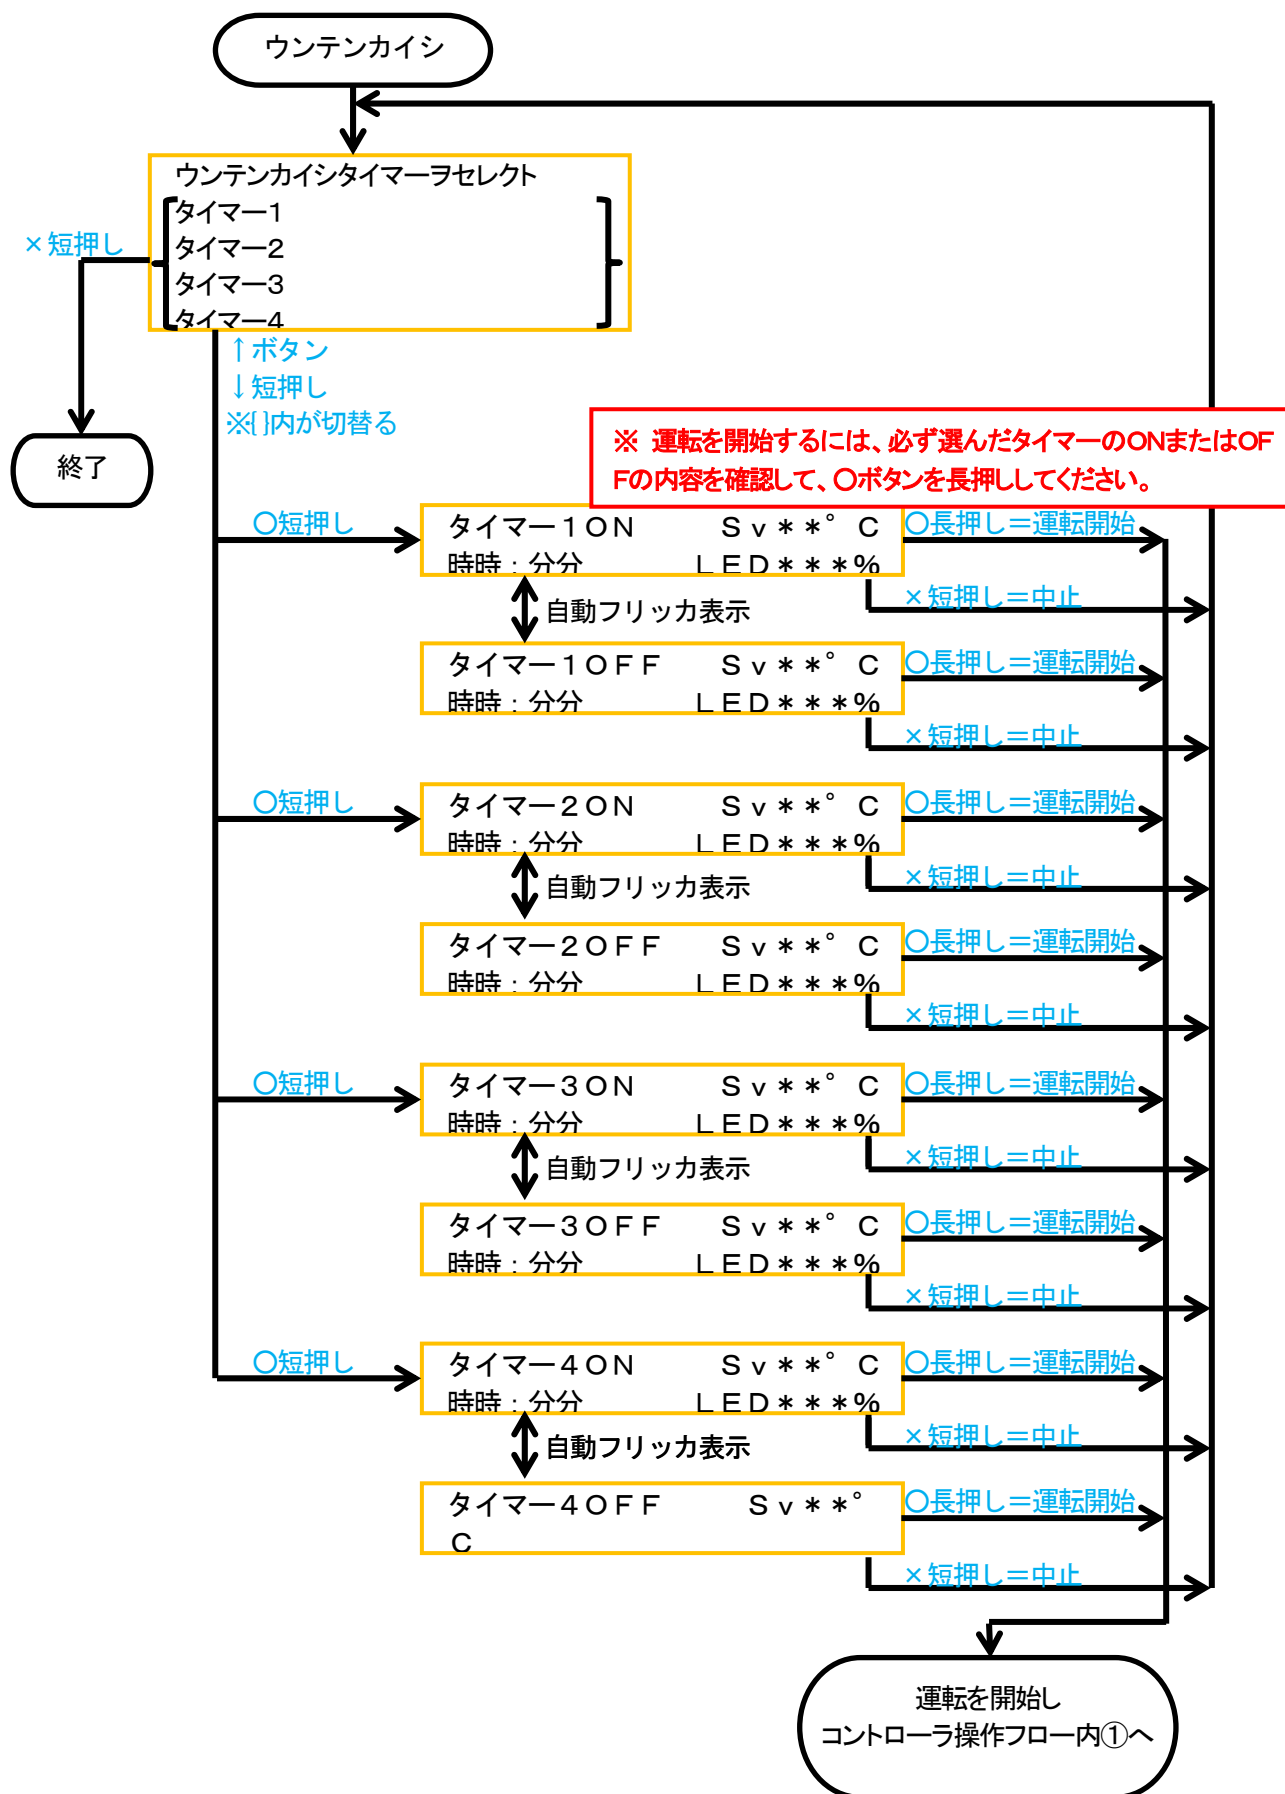 ウンテンカイシ
ウンテンカイシタイマーヲセレクト
タイマー1
タイマー2
タイマー3
タイマー4
×短押し
↑ボタン
↓短押し
※{ }内が切替る
終了
※ 運転を開始するには、必ず選んだタイマーのONまたはOF
Fの内容を確認して、〇ボタンを長押ししてください。
〇短押し
タイマー１ＯＮ Ｓｖ＊＊°Ｃ
時時：分分 ＬＥＤ＊＊＊％
〇長押し＝運転開始
×短押し＝中止
自動フリッカ表示
タイマー１ＯＦＦ Ｓｖ＊＊°Ｃ
時時：分分 ＬＥＤ＊＊＊％
〇長押し＝運転開始
×短押し＝中止
〇短押し
タイマー２ＯＮ Ｓｖ＊＊°Ｃ
時時：分分 ＬＥＤ＊＊＊％
〇長押し＝運転開始
×短押し＝中止
自動フリッカ表示
タイマー２ＯＦＦ Ｓｖ＊＊°Ｃ
時時：分分 ＬＥＤ＊＊＊％
〇長押し＝運転開始
×短押し＝中止
〇短押し
タイマー３ＯＮ Ｓｖ＊＊°Ｃ
時時：分分 ＬＥＤ＊＊＊％
〇長押し＝運転開始
×短押し＝中止
自動フリッカ表示
タイマー３ＯＦＦ Ｓｖ＊＊°Ｃ
時時：分分 ＬＥＤ＊＊＊％
〇長押し＝運転開始
×短押し＝中止
〇短押し
タイマー４ＯＮ Ｓｖ＊＊°Ｃ
時時：分分 ＬＥＤ＊＊＊％
〇長押し＝運転開始
×短押し＝中止
自動フリッカ表示
タイマー４ＯＦＦ Ｓｖ＊＊°
Ｃ
〇長押し＝運転開始
×短押し＝中止
運転を開始し
コントローラ操作フロー内①へ